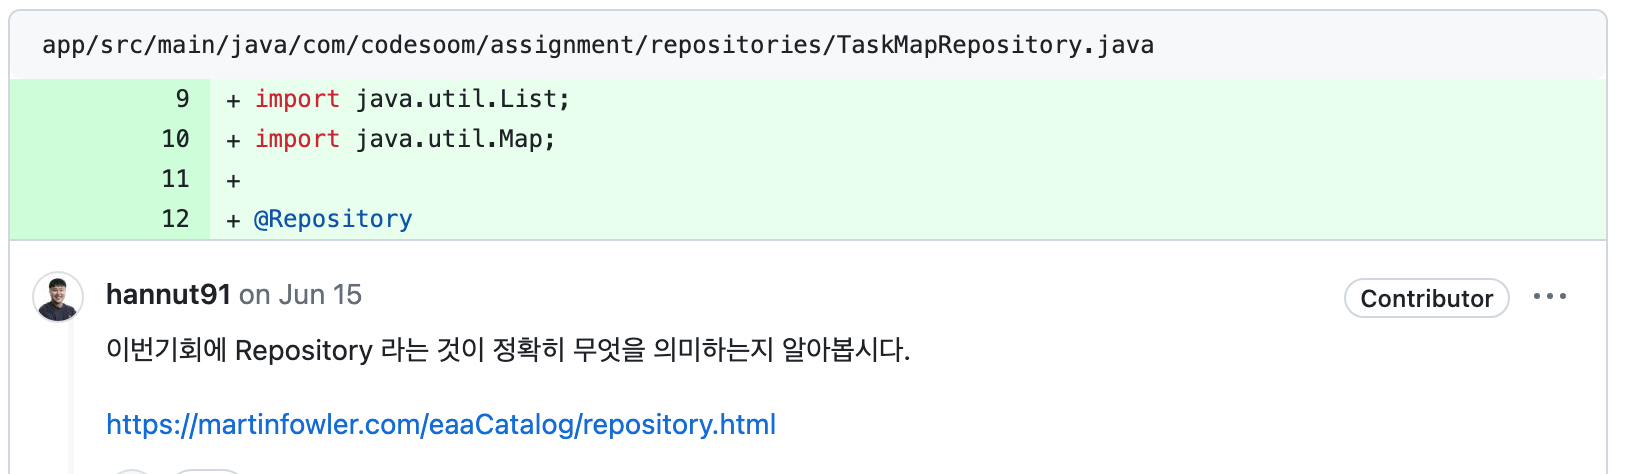 app/src/main/java/com/codesoom/assignment/repositories/TaskMapRepository.java
9 + import java.util.List;
10 + import java.util.Map;
11 +
12 + @Repository
hannut91 on Jun 15 Contributor
이번기회에 Repository 라는 것이 정확히 무엇을 의미하는지 알아봅시다.
https://martinfowler.com/eaaCatalog/repository.html